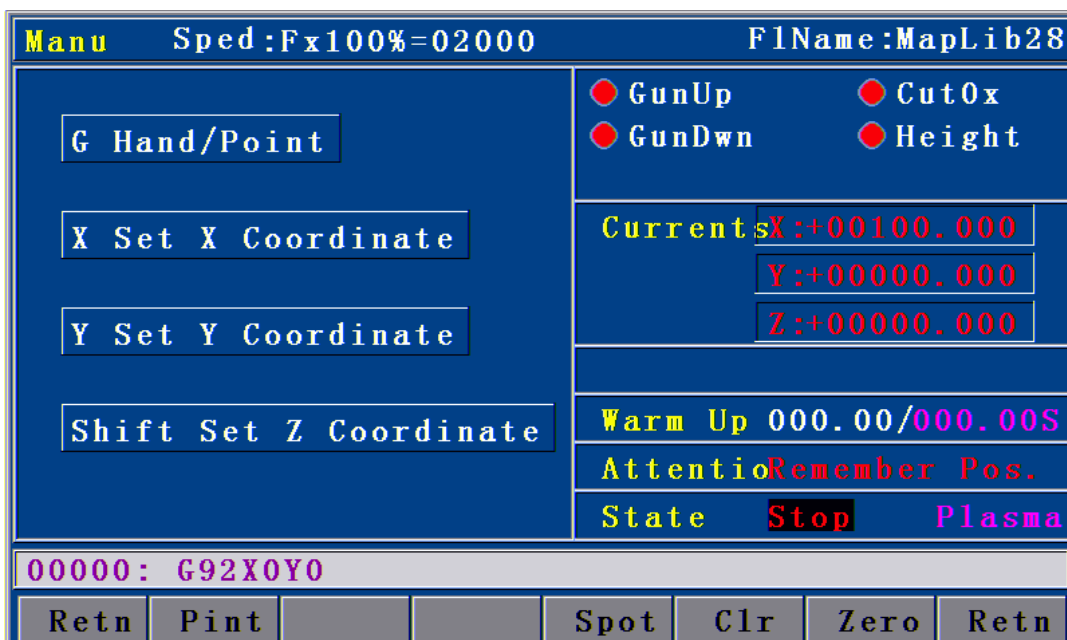 Manu Sped:Fx100%=02000 FlName:MapLib28
G Hand/Point
X Set X Coordinate
Y Set Y Coordinate
Shift Set Z Coordinate
GunUp CutOx
GunDwn Height
Currents X:+00100.000
Y:+00000.000
Z:+00000.000
Warm Up 000.00/000.00S
Attentio Remember Pos.
State Stop Plasma
00000: G92X0Y0
Retn Pint Spot Clr Zero Retn